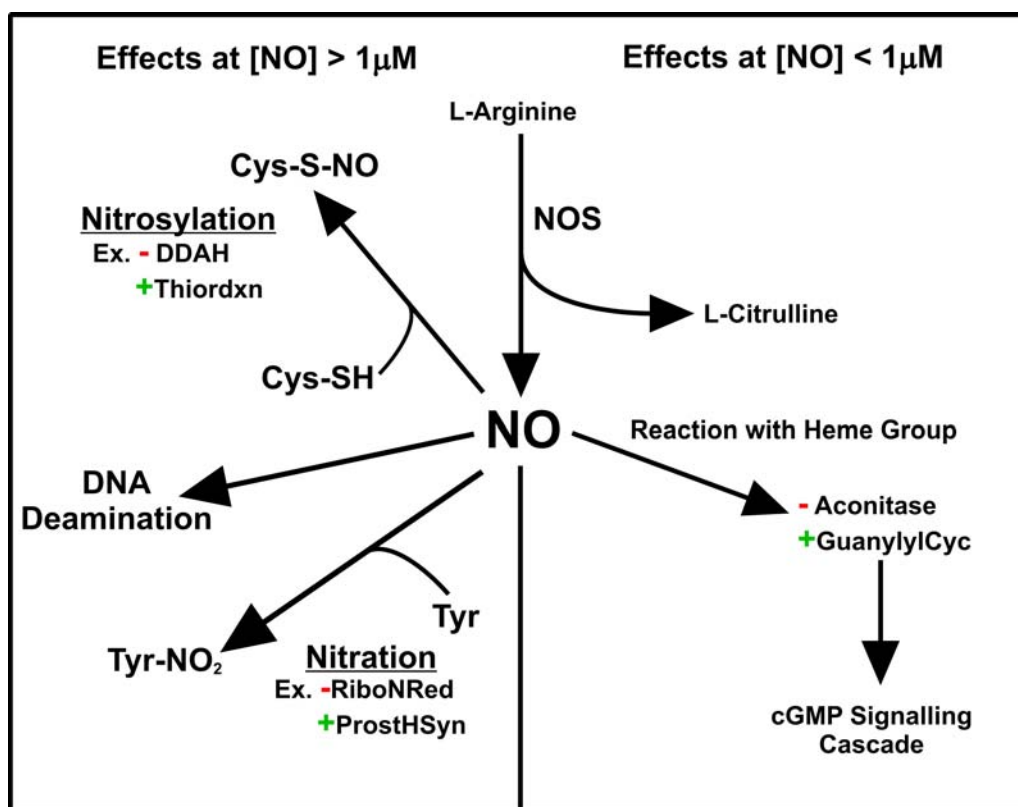 Effects at [NO] > 1μM
Effects at [NO] < 1μM
L-Arginine
Cys-S-NO
Nitrosylation
Ex. - DDAH
+Thiordxn
NOS
L-Citrulline
Cys-SH
NO
Reaction with Heme Group
DNA
Deamination
- Aconitase
+GuanylylCyc
Tyr
Tyr-NO₂
Nitration
Ex. -RiboNRed
+ProstHSyn
cGMP Signalling
Cascade